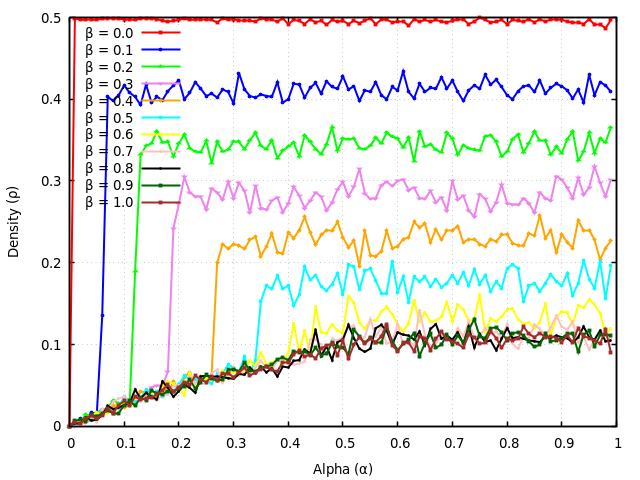 0.5
0.4
0.3
0.2
0.1
0
Density (ρ)
β = 0.0
β = 0.1
β = 0.2
β = 0.3
β = 0.4
β = 0.5
β = 0.6
β = 0.7
β = 0.8
β = 0.9
β = 1.0
0 0.1 0.2 0.3 0.4 0.5 0.6 0.7 0.8 0.9 1
Alpha (α)